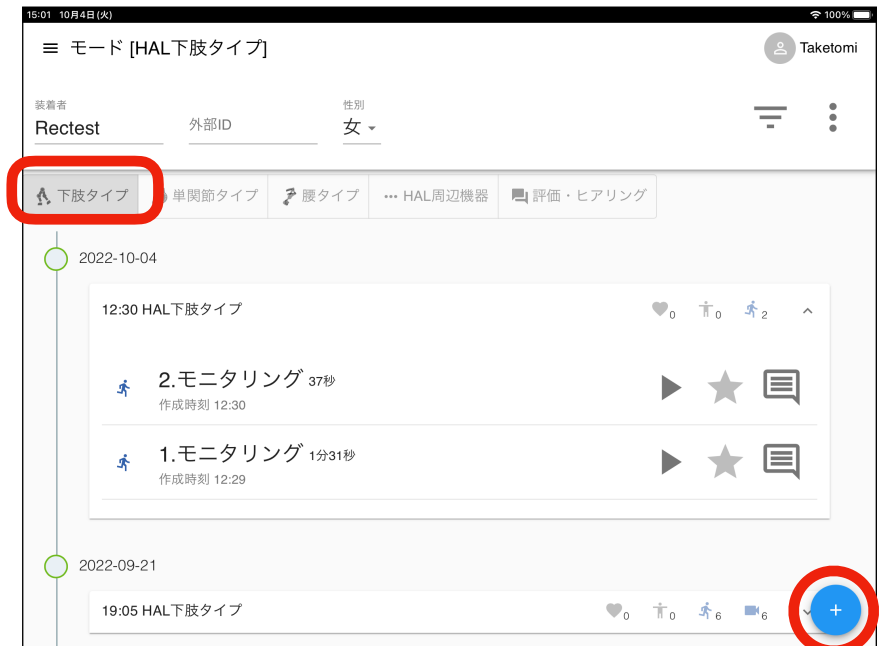 15:01 10月4日(火) 100%
モード [HAL下肢タイプ] Taketomi
装着者 性別
Rectest 外部ID 女
下肢タイプ 単関節タイプ 腰タイプ HAL周辺機器 評価・ヒアリング
2022-10-04
12:30 HAL下肢タイプ 0 0 2
2.モニタリング 37秒
作成時刻 12:30
1.モニタリング 1分31秒
作成時刻 12:29
2022-09-21
19:05 HAL下肢タイプ 0 0 6 6